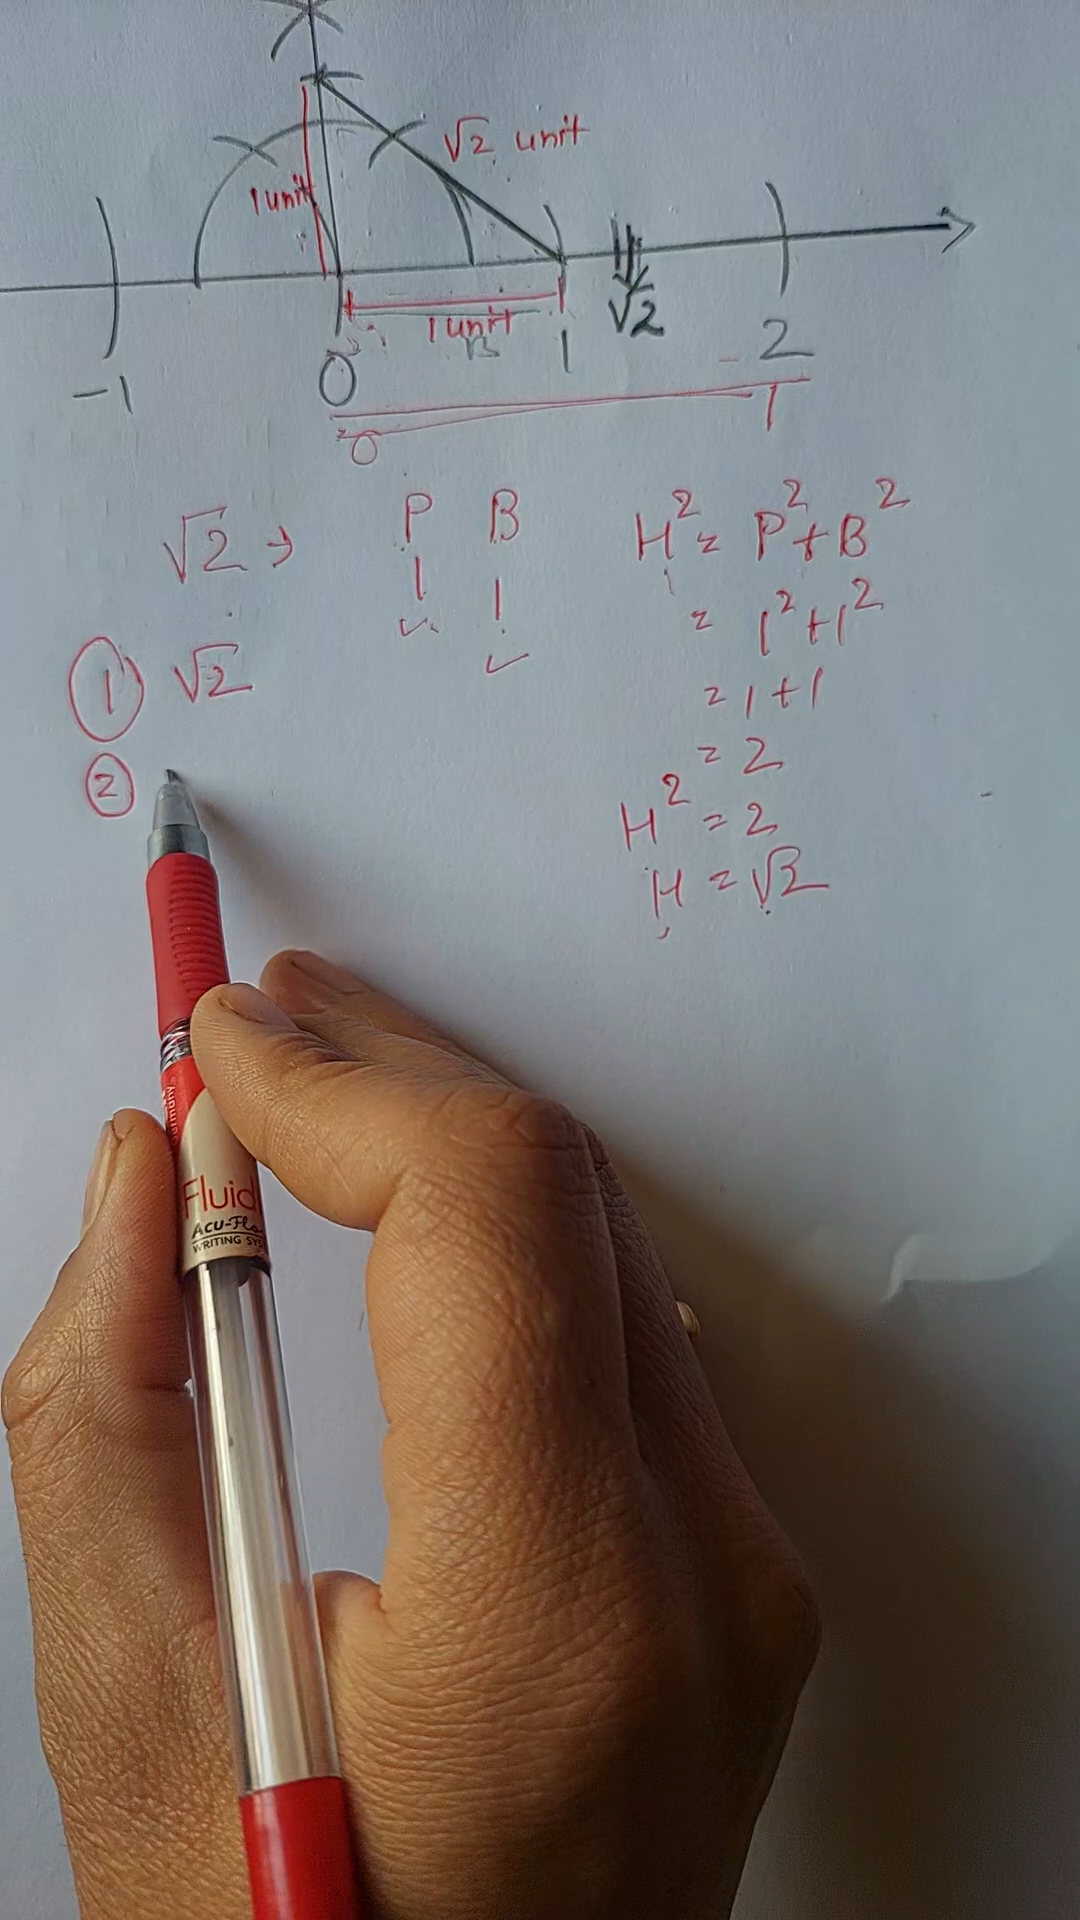 √2 unit
1 unit
1 unit
√2
-1 0 1 2
0 1
√2 → P B
1 1
H² = P² + B²
= 1² + 1²
= 1 + 1
= 2
H² = 2
H = √2
① √2
②
Fluid
Acu-Flo
WRITING SYS